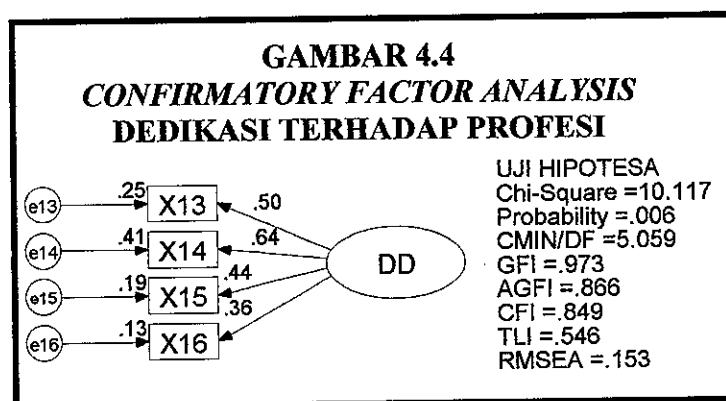 GAMBAR 4.4
CONFIRMATORY FACTOR ANALYSIS
DEDIKASI TERHADAP PROFESI
e13
.25
X13
.50
e14
.41
X14
.64
e15
.19
X15
.44
e16
.13
X16
.36
DD
UJI HIPOTESA
Chi-Square =10.117
Probability =.006
CMIN/DF =5.059
GFI =.973
AGFI =.866
CFI =.849
TLI =.546
RMSEA =.153